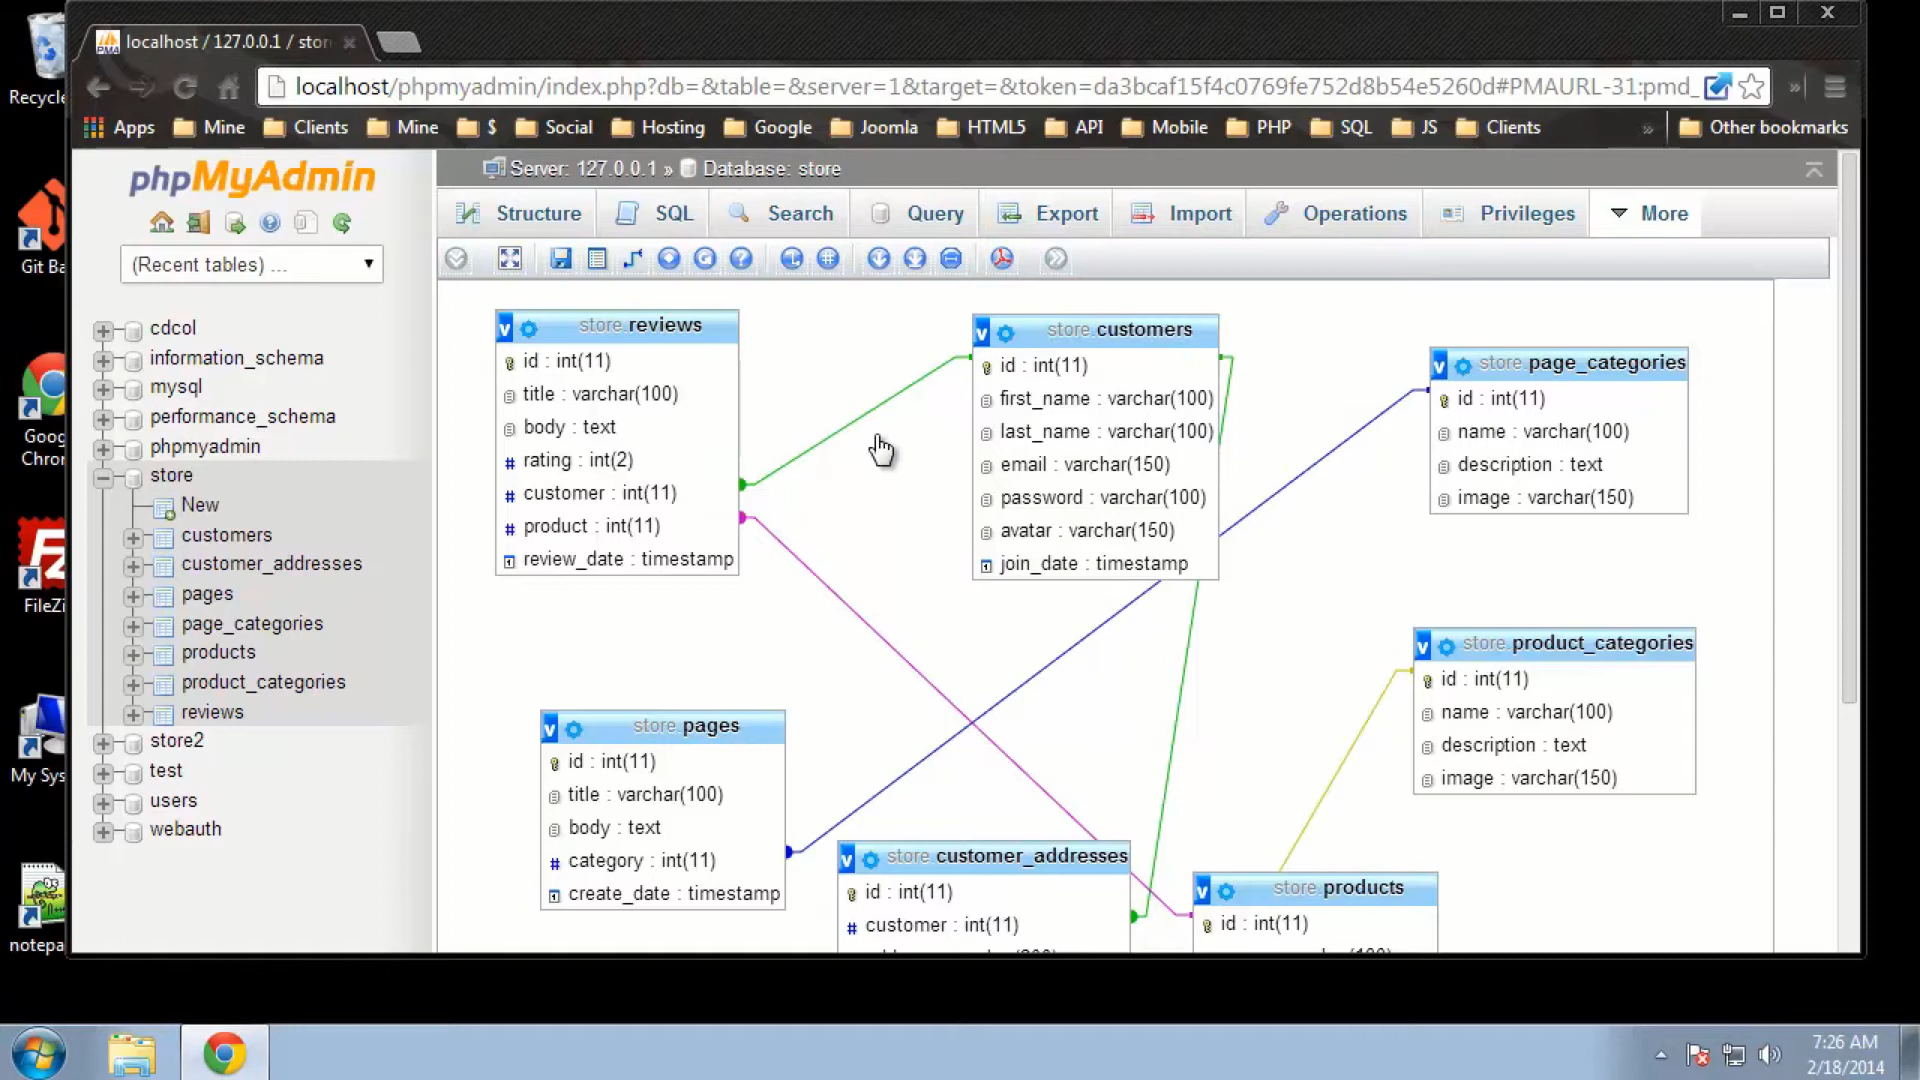 Recycle
Git Ba
Goog
Chron
FileZi
My Sys
notepa
localhost / 127.0.0.1 / stor
localhost/phpmyadmin/index.php?db=&table=&server=1&target=&token=da3bcaf15f4c0769fe752d8b54e5260d#PMAURL-31:pmd_
Apps Mine Clients Mine $ Social Hosting Google Joomla HTML5 API Mobile PHP SQL JS Clients » Other bookmarks
phpMyAdmin
(Recent tables) ...
cdcol
information_schema
mysql
performance_schema
phpmyadmin
store
New
customers
customer_addresses
pages
page_categories
products
product_categories
reviews
store2
test
users
webauth
Server: 127.0.0.1 » Database: store
Structure SQL Search Query Export Import Operations Privileges More
store.reviews
id : int(11)
title : varchar(100)
body : text
rating : int(2)
customer : int(11)
product : int(11)
review_date : timestamp
store.customers
id : int(11)
first_name : varchar(100)
last_name : varchar(100)
email : varchar(150)
password : varchar(100)
avatar : varchar(150)
join_date : timestamp
store.page_categories
id : int(11)
name : varchar(100)
description : text
image : varchar(150)
store.product_categories
id : int(11)
name : varchar(100)
description : text
image : varchar(150)
store.pages
id : int(11)
title : varchar(100)
body : text
category : int(11)
create_date : timestamp
store.customer_addresses
id : int(11)
customer : int(11)
store.products
id : int(11)
7:26 AM
2/18/2014